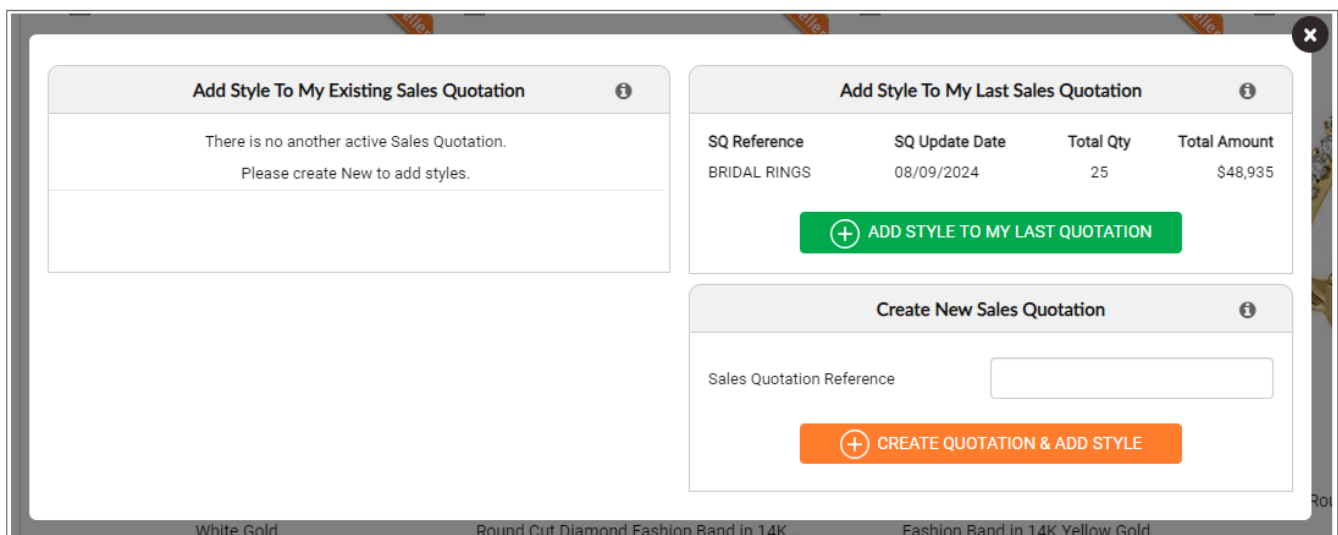 eller
eller
eller
Add Style To My Existing Sales Quotation
There is no another active Sales Quotation.
Please create New to add styles.
Add Style To My Last Sales Quotation
SQ Reference SQ Update Date Total Qty Total Amount
BRIDAL RINGS 08/09/2024 25 $48,935
ADD STYLE TO MY LAST QUOTATION
Create New Sales Quotation
Sales Quotation Reference
CREATE QUOTATION & ADD STYLE
Rou
White Gold Round Cut Diamond Fashion Band in 14K Fashion Band in 14K Yellow Gold